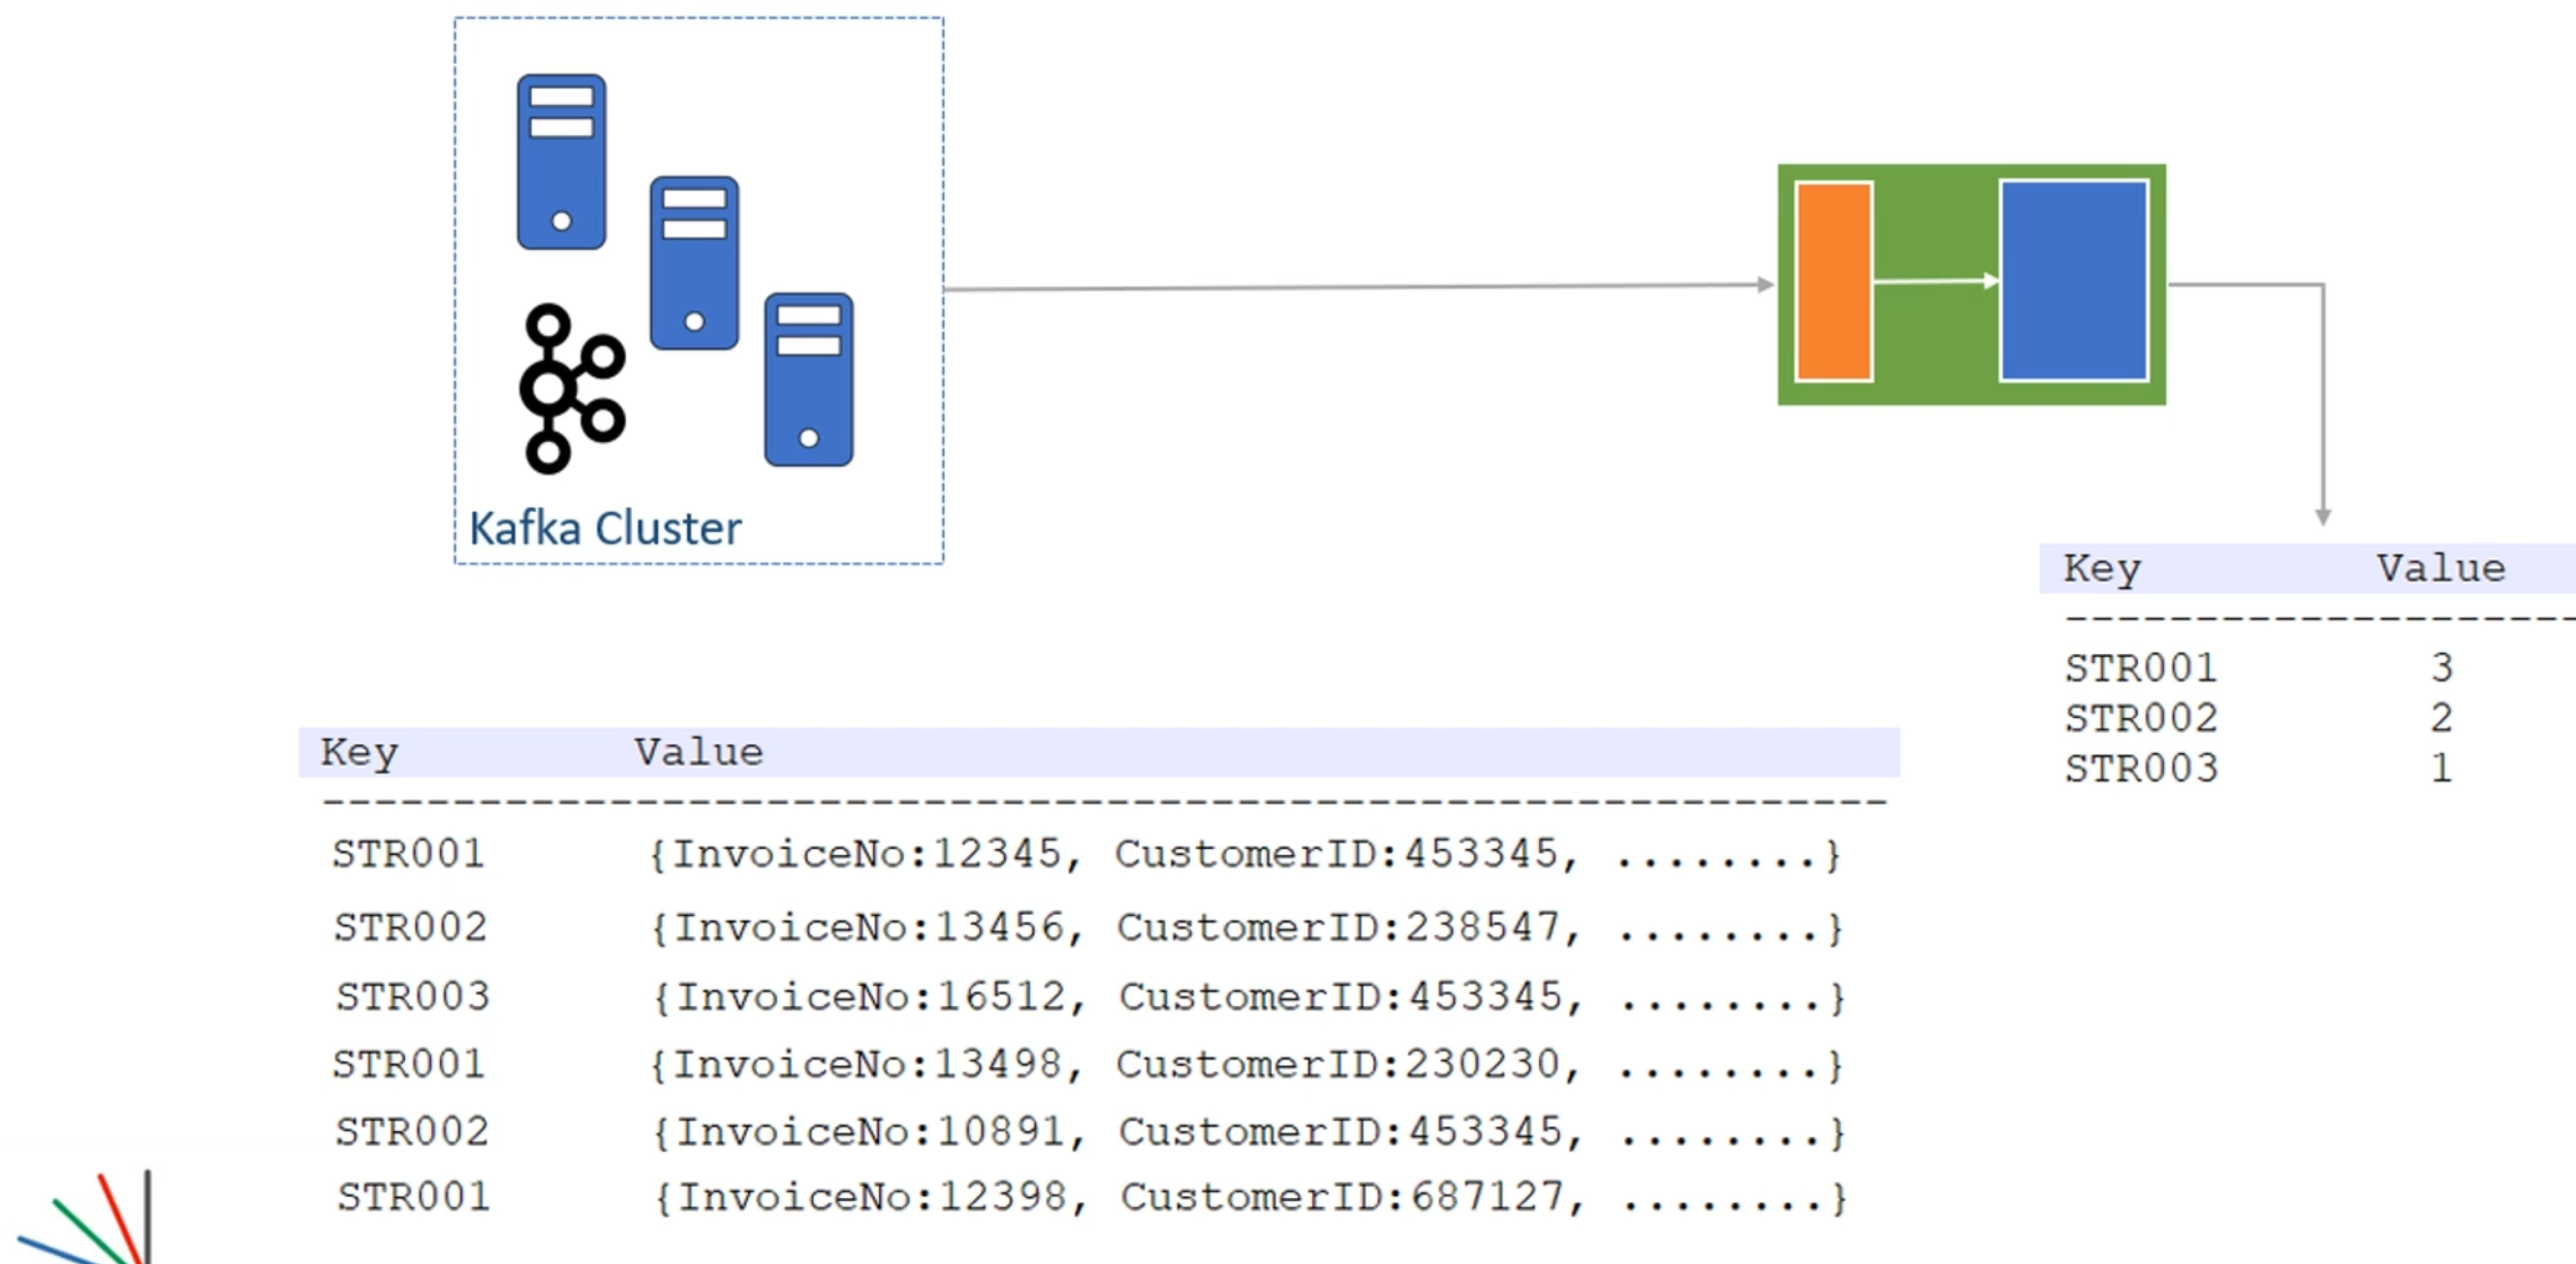 Kafka Cluster
Key Value
--------------------
STR001 3
STR002 2
STR003 1
Key Value
------------------------------------------------------------
STR001 {InvoiceNo:12345, CustomerID:453345, ........}
STR002 {InvoiceNo:13456, CustomerID:238547, ........}
STR003 {InvoiceNo:16512, CustomerID:453345, ........}
STR001 {InvoiceNo:13498, CustomerID:230230, ........}
STR002 {InvoiceNo:10891, CustomerID:453345, ........}
STR001 {InvoiceNo:12398, CustomerID:687127, ........}